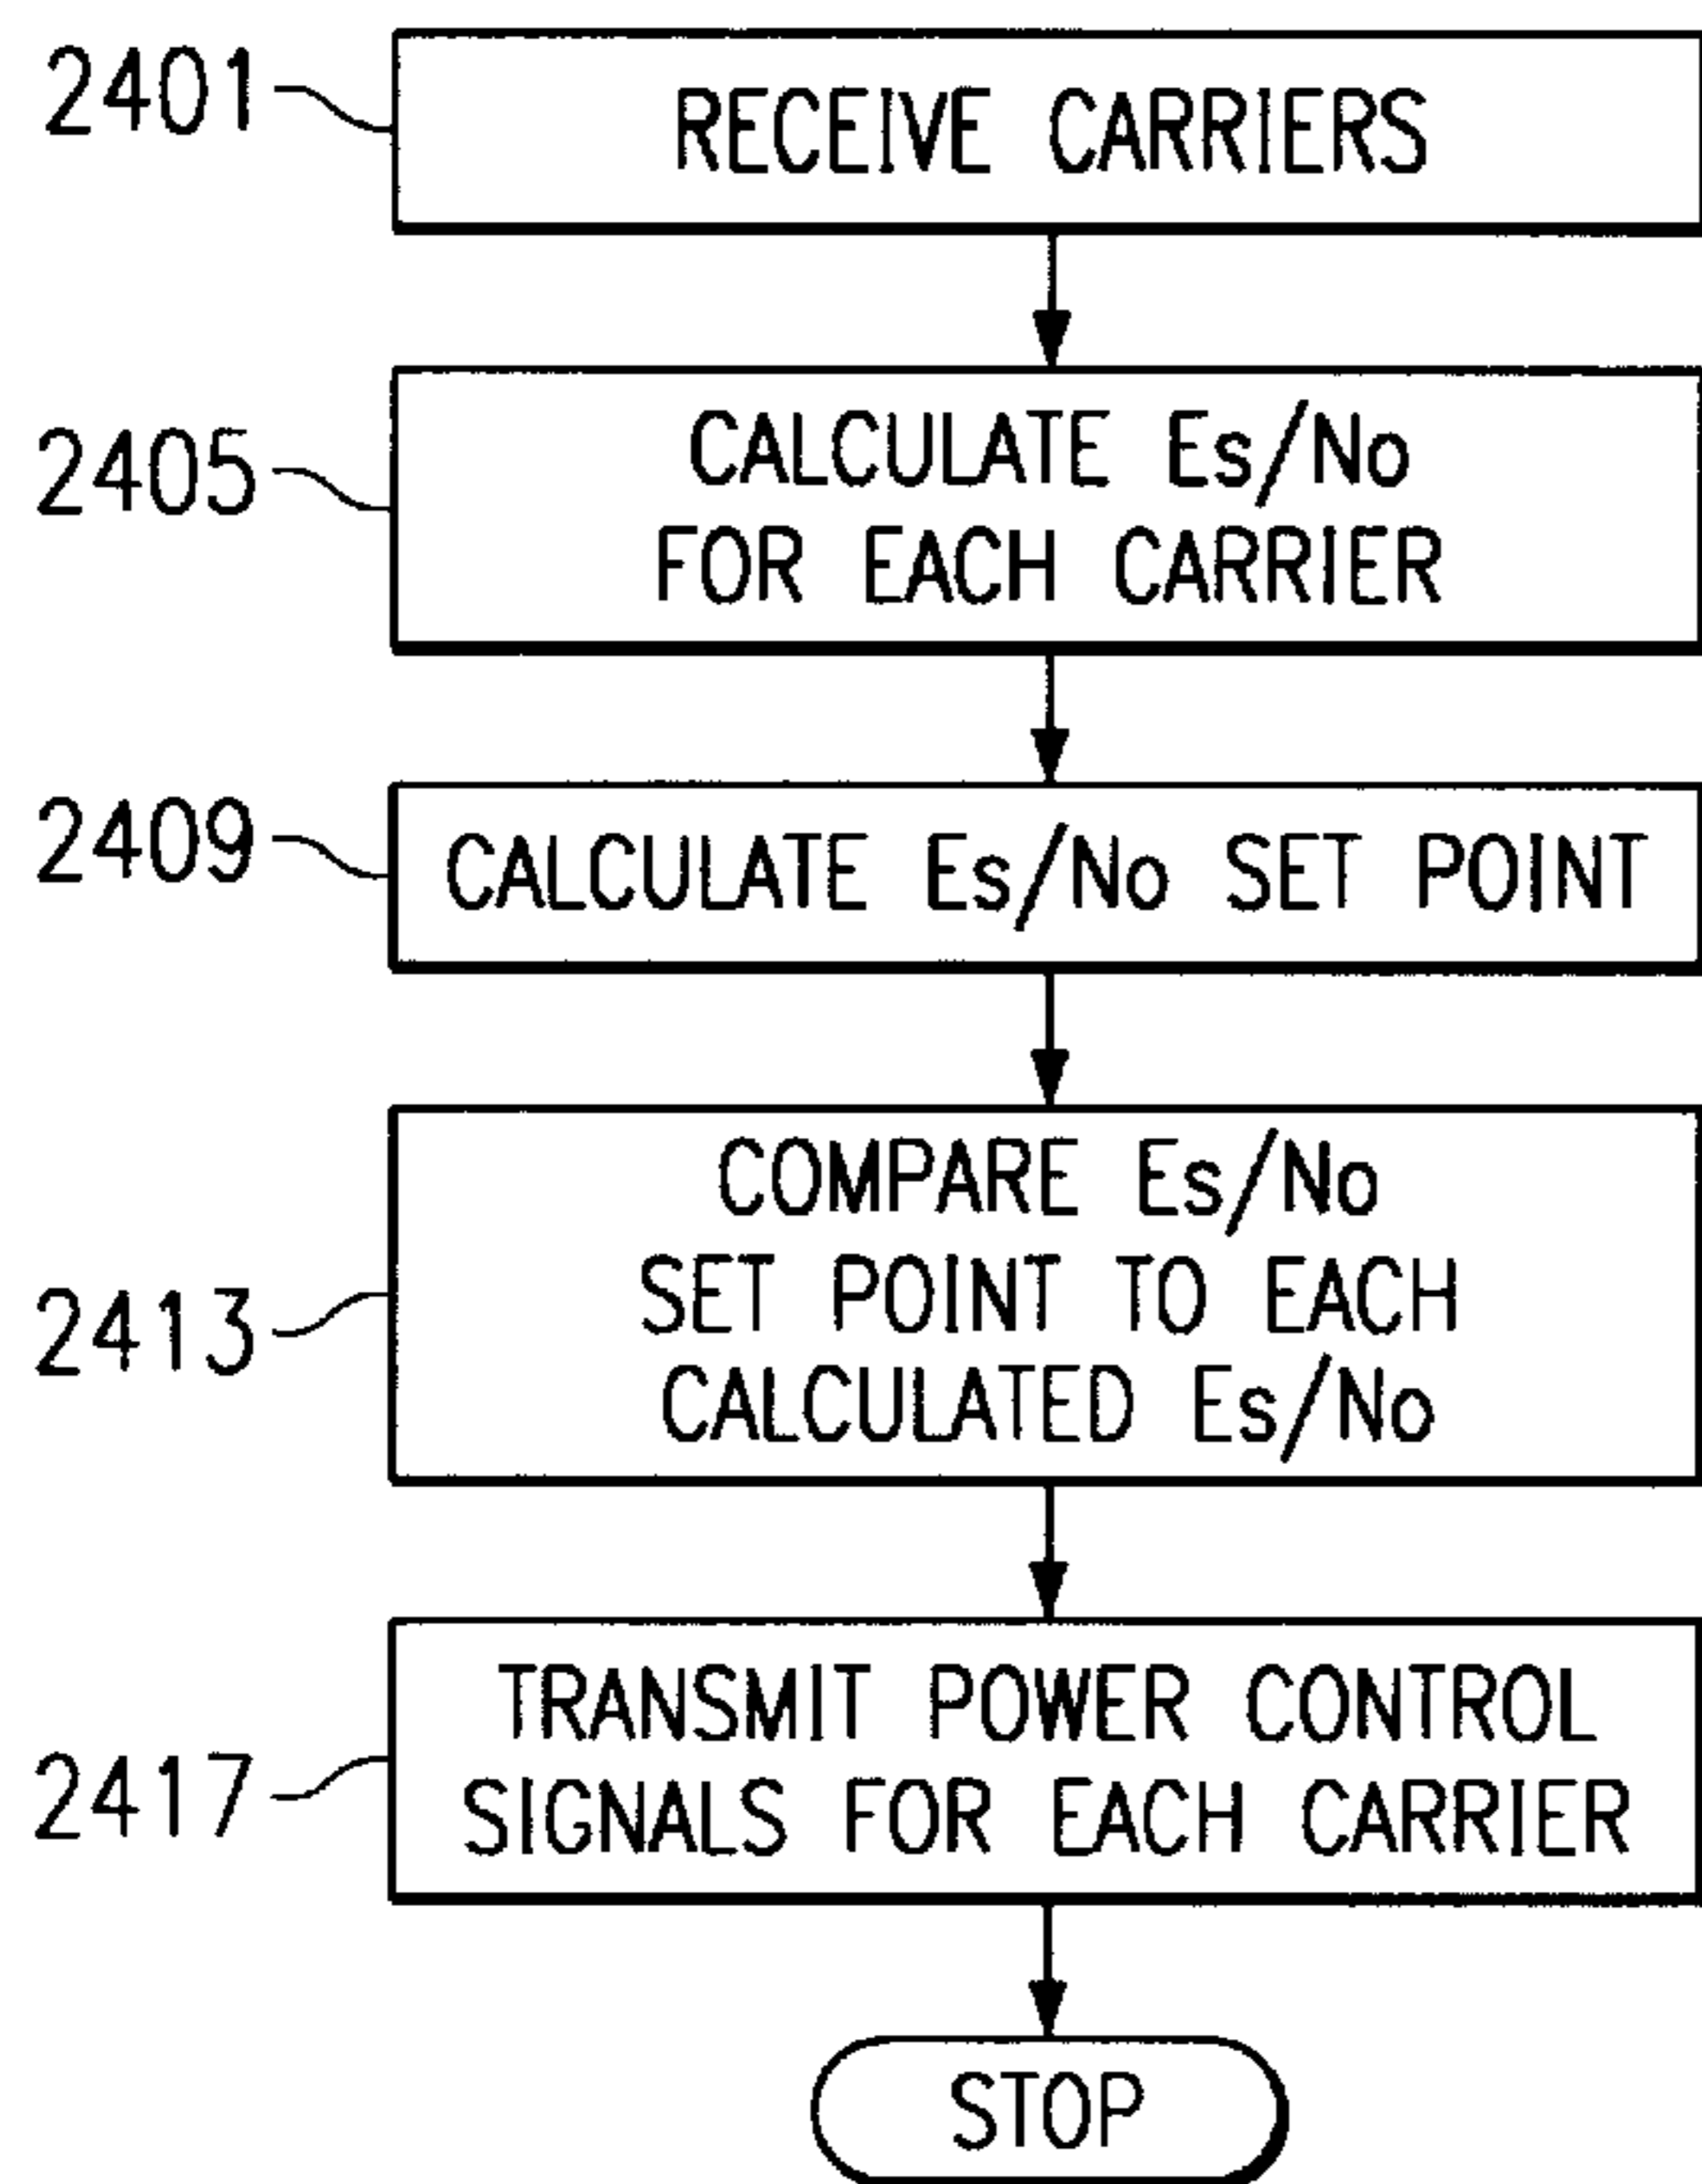 2401
RECEIVE CARRIERS
2405
CALCULATE Es/No
FOR EACH CARRIER
2409
CALCULATE Es/No SET POINT
2413
COMPARE Es/No
SET POINT TO EACH
CALCULATED Es/No
2417
TRANSMIT POWER CONTROL
SIGNALS FOR EACH CARRIER
STOP